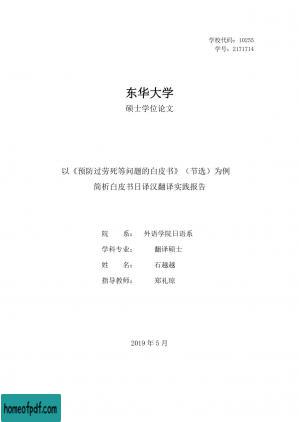 学校代码：10255
学号：2171714
东华大学
硕士学位论文
以《预防过劳死等问题的白皮书》（节选）为例
简析白皮书日译汉翻译实践报告
院 系： 外语学院日语系
学科专业： 翻译硕士
姓 名： 石越越
指导教师： 郑礼琼
2019 年 5 月
homeofpdf.com